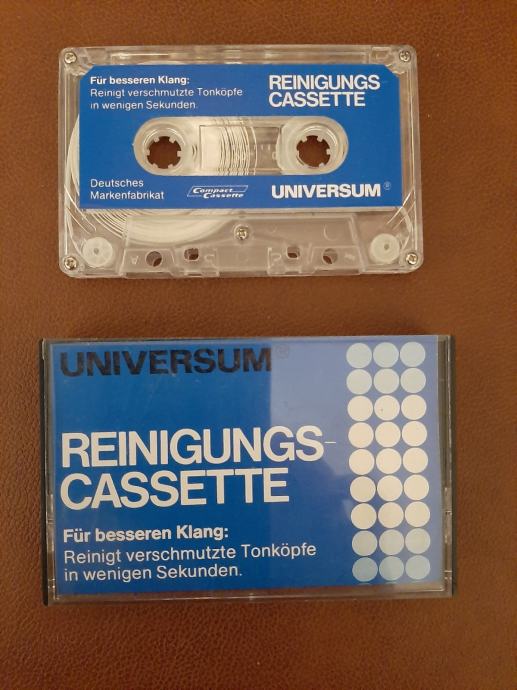 Für besseren Klang:
Reinigt verschmutzte Tonköpfe
in wenigen Sekunden.
REINIGUNGS-
CASSETTE
Deutsches
Markenfabrikat
Compact
Cassette
UNIVERSUM®
UNIVERSUM®
REINIGUNGS-
CASSETTE
Für besseren Klang:
Reinigt verschmutzte Tonköpfe
in wenigen Sekunden.